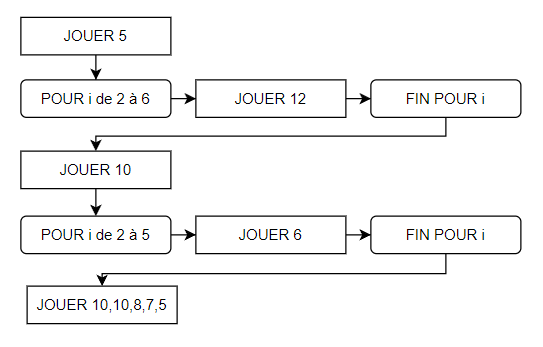 JOUER 5
POUR i de 2 à 6
JOUER 12
FIN POUR i
JOUER 10
POUR i de 2 à 5
JOUER 6
FIN POUR i
JOUER 10,10,8,7,5